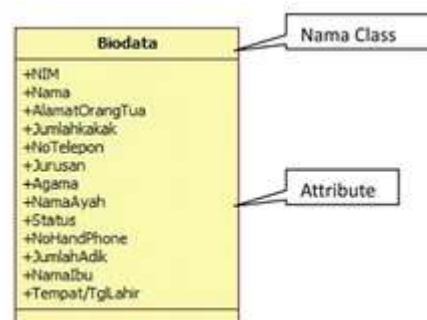 Biodata
Nama Class
+NIM
+Nama
+AlamatOrangTua
+Jumlahkakak
+NoTelepon
+Jurusan
+Agama
+NamaAyah
+Status
+NoHandPhone
+JumlahAdik
+NamaIbu
+Tempat/TglLahir
Attribute